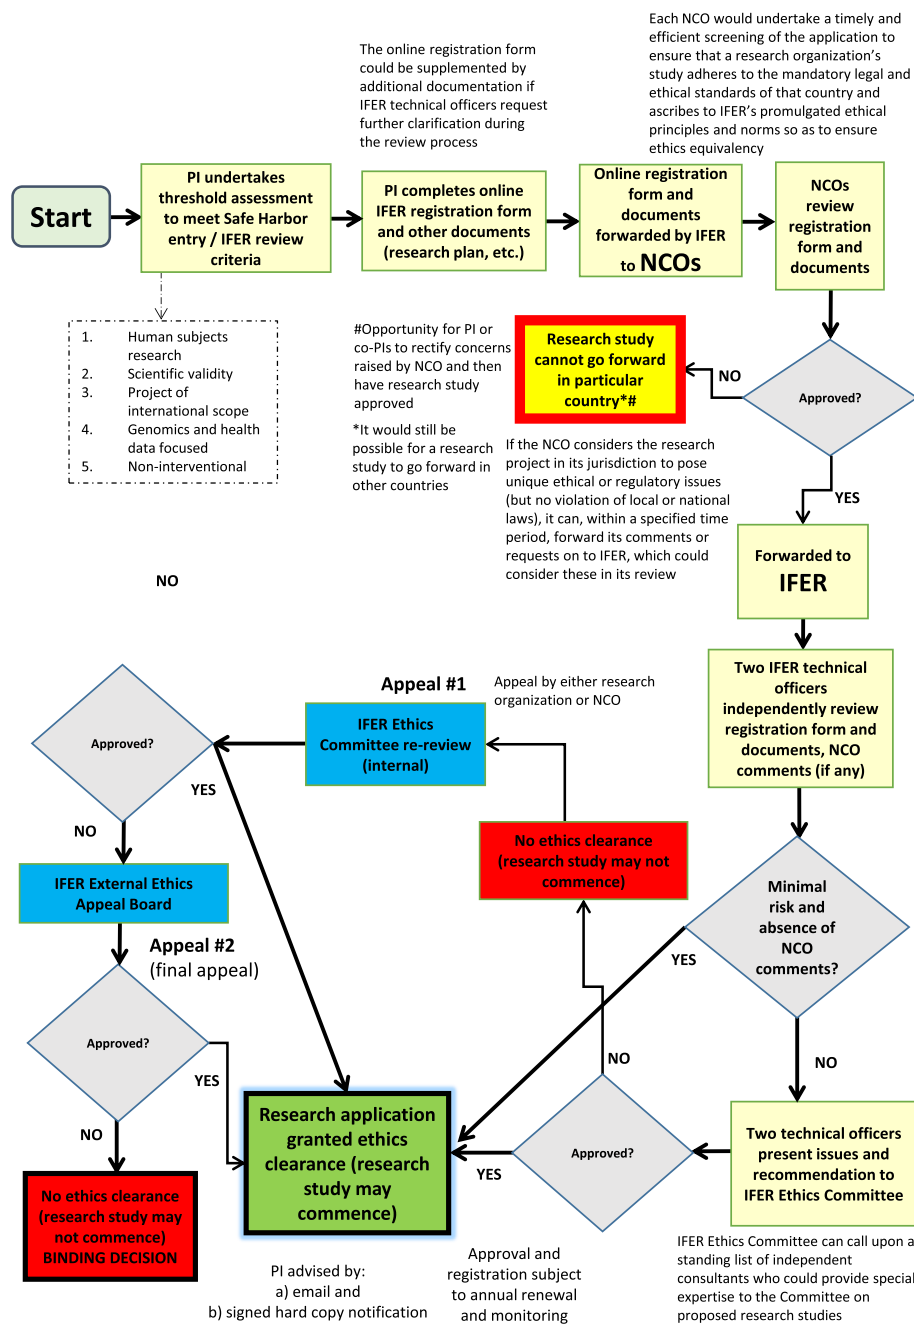 Each NCO would undertake a timely and
efficient screening of the application to
ensure that a research organization's
study adheres to the mandatory legal and
ethical standards of that country and
ascribes to IFER's promulgated ethical
principles and norms so as to ensure
ethics equivalency
The online registration form
could be supplemented by
additional documentation if
IFER technical officers request
further clarification during
the review process
Start
PI undertakes
threshold assessment
to meet Safe Harbor
entry / IFER review
criteria
PI completes online
IFER registration form
and other documents
(research plan, etc.)
Online registration
form and
documents
forwarded by IFER
to NCOs
NCOs
review
registration
form and
documents
1. Human subjects
research
2. Scientific validity
3. Project of
international scope
4. Genomics and health
data focused
5. Non-interventional
#Opportunity for PI or
co-PIs to rectify concerns
raised by NCO and then
have research study
approved
*It would still be
possible for a research
study to go forward in
other countries
Research study
cannot go forward
in particular
country*#
NO
Approved?
YES
If the NCO considers the research
project in its jurisdiction to pose
unique ethical or regulatory issues
(but no violation of local or national
laws), it can, within a specified time
period, forward its comments or
requests on to IFER, which could
consider these in its review
Forwarded to
IFER
NO
Two IFER technical
officers
independently review
registration form and
documents, NCO
comments (if any)
Appeal #1
Appeal by either research
organization or NCO
IFER Ethics
Committee re-review
(internal)
Approved?
YES
NO
No ethics clearance
(research study may not
commence)
IFER External Ethics
Appeal Board
Minimal
risk and
absence of
NCO
comments?
YES
NO
Appeal #2
(final appeal)
Approved?
YES
NO
NO
Research application
granted ethics
clearance (research
study may
commence)
YES
Approved?
Two technical officers
present issues and
recommendation to
IFER Ethics Committee
No ethics clearance
(research study may
not commence)
BINDING DECISION
PI advised by:
a) email and
b) signed hard copy notification
Approval and
registration subject
to annual renewal
and monitoring
IFER Ethics Committee can call upon a
standing list of independent
consultants who could provide special
expertise to the Committee on
proposed research studies